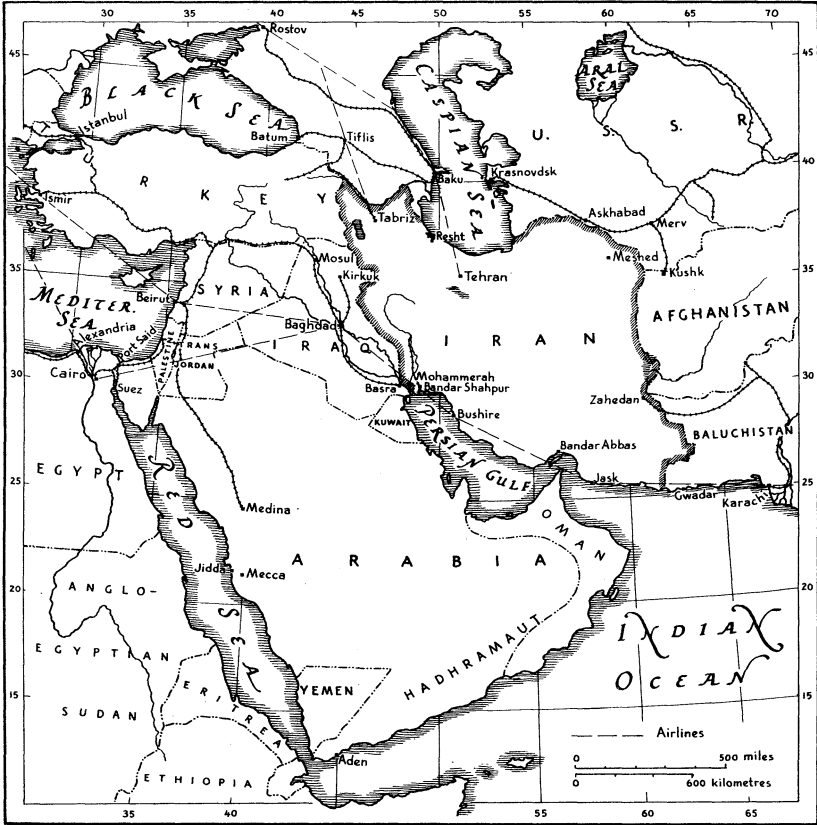 30 35 40 45 50 55 60 65 70
Rostov
45 45
ARAL
SEA
CASPIAN
SEA
BLACK SEA
U. S. S. R.
Istanbul
Batum
Tiflis
40
Baku
Krasnovdsk
TURKEY
Ismir
Tabriz
Askhabad
Merv
Resht
Mosul
Meshed
35 35
Kirkuk
Tehran
Kushk
SYRIA
Beirut
MEDITER.
SEA
AFGHANISTAN
Alexandria
Port Said
Baghdad
IRAQ
IRAN
PALESTINE
TRANS
JORDAN
30 30
Cairo
Suez
Mohammerah
Bandar Shahpur
Basra
Zahedan
KUWAIT
Bushire
PERSIAN GULF
BALUCHISTAN
Bandar Abbas
EGYPT
25 25
Jask
Gwadar
Karachi
RED
SEA
Medina
OMAN
ARABIA
Jidda
Mecca
ANGLO-
20 20
INDIAN
OCEAN
EGYPTIAN
HADHRAMAUT
SUDAN
ERITREA
YEMEN
15 15
Airlines
Aden
0 500 miles
0 600 kilometres
ETHIOPIA
35 40 45 50 55 60 65